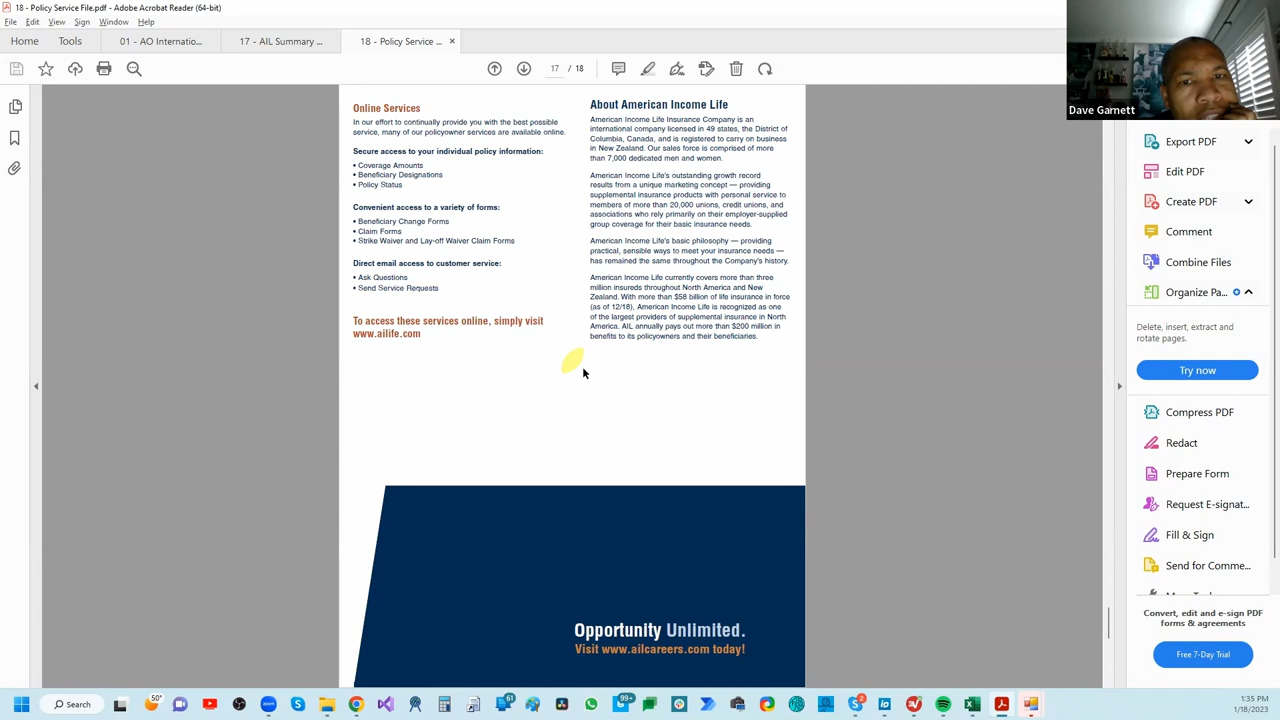 18 - Policy Service File.pdf - Adobe Acrobat Reader (64-bit)
File Edit View Sign Window Help
Home Tools 01 - AO Internatio... 17 - AIL Summary ... 18 - Policy Service ... ×
17 / 18
Dave Garnett
Online Services
In our effort to continually provide you with the best possible
service, many of our policyowner services are available online.
Secure access to your individual policy information:
• Coverage Amounts
• Beneficiary Designations
• Policy Status
Convenient access to a variety of forms:
• Beneficiary Change Forms
• Claim Forms
• Strike Waiver and Lay-off Waiver Claim Forms
Direct email access to customer service:
• Ask Questions
• Send Service Requests
To access these services online, simply visit
www.ailife.com
About American Income Life
American Income Life Insurance Company is an
international company licensed in 49 states, the District of
Columbia, Canada, and is registered to carry on business
in New Zealand. Our sales force is comprised of more
than 7,000 dedicated men and women.
American Income Life's outstanding growth record
results from a unique marketing concept — providing
supplemental insurance products with personal service to
members of more than 20,000 unions, credit unions, and
associations who rely primarily on their employer-supplied
group coverage for their basic insurance needs.
American Income Life's basic philosophy — providing
practical, sensible ways to meet your insurance needs —
has remained the same throughout the Company's history.
American Income Life currently covers more than three
million insureds throughout North America and New
Zealand. With more than $58 billion of life insurance in force
(as of 12/18), American Income Life is recognized as one
of the largest providers of supplemental insurance in North
America. AIL annually pays out more than $200 million in
benefits to its policyowners and their beneficiaries.
Opportunity Unlimited.
Visit www.ailcareers.com today!
Export PDF
Edit PDF
Create PDF
Comment
Combine Files
Organize Pa...
Delete, insert, extract and
rotate pages.
Try now
Compress PDF
Redact
Prepare Form
Request E-signat...
Fill & Sign
Send for Comme...
Convert, edit and e-sign PDF
forms & agreements
Free 7-Day Trial
Search
50°
61
99+
2
1:35 PM
1/18/2023